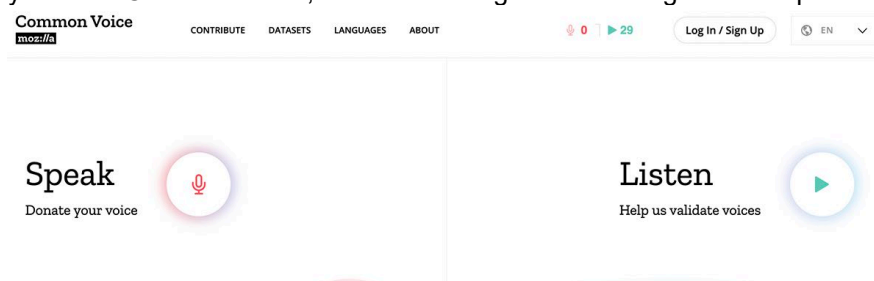 Common Voice
moz://a
CONTRIBUTE DATASETS LANGUAGES ABOUT
0 29
Log In / Sign Up
EN
Speak
Donate your voice
Listen
Help us validate voices